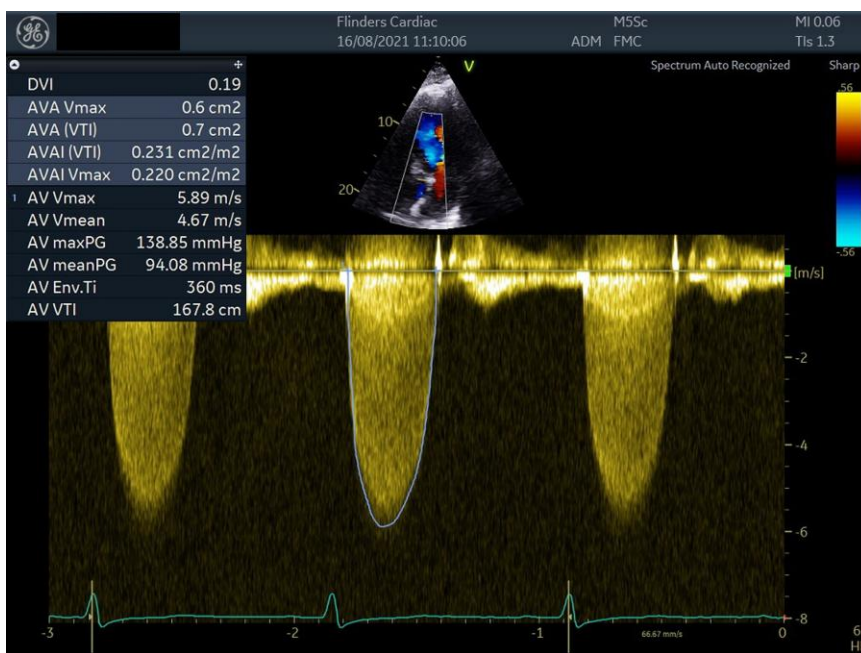 Flinders Cardiac
M5Sc
MI 0.06
16/08/2021 11:10:06
ADM FMC
TIs 1.3
V
Spectrum Auto Recognized
Sharp
DVI 0.19
AVA Vmax 0.6 cm2
AVA (VTI) 0.7 cm2
AVAI (VTI) 0.231 cm2/m2
AVAI Vmax 0.220 cm2/m2
1 AV Vmax 5.89 m/s
AV Vmean 4.67 m/s
AV maxPG 138.85 mmHg
AV meanPG 94.08 mmHg
AV Env.Ti 360 ms
AV VTI 167.8 cm
10
20
.56
-.56
[m/s]
-2
-4
-6
-8
-3
-2
-1
66.67 mm/s
0